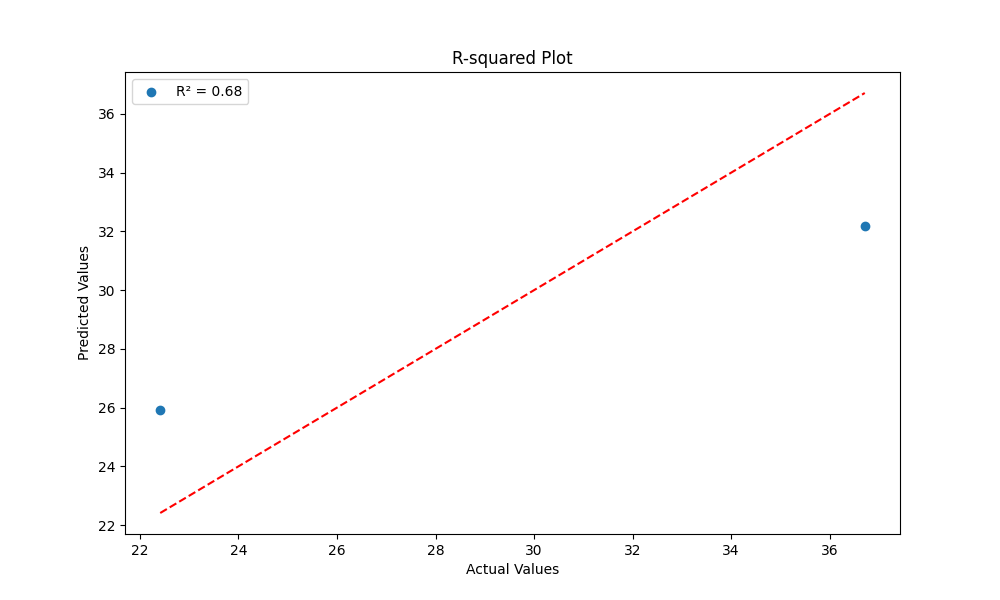 R-squared Plot
R² = 0.68
36
34
32
30
28
26
24
22
Predicted Values
22 24 26 28 30 32 34 36
Actual Values